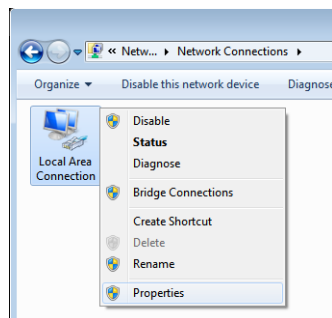 « Netw... ▸ Network Connections ▸
Organize ▾ Disable this network device Diagnose
Local Area
Connection
Disable
Status
Diagnose
Bridge Connections
Create Shortcut
Delete
Rename
Properties